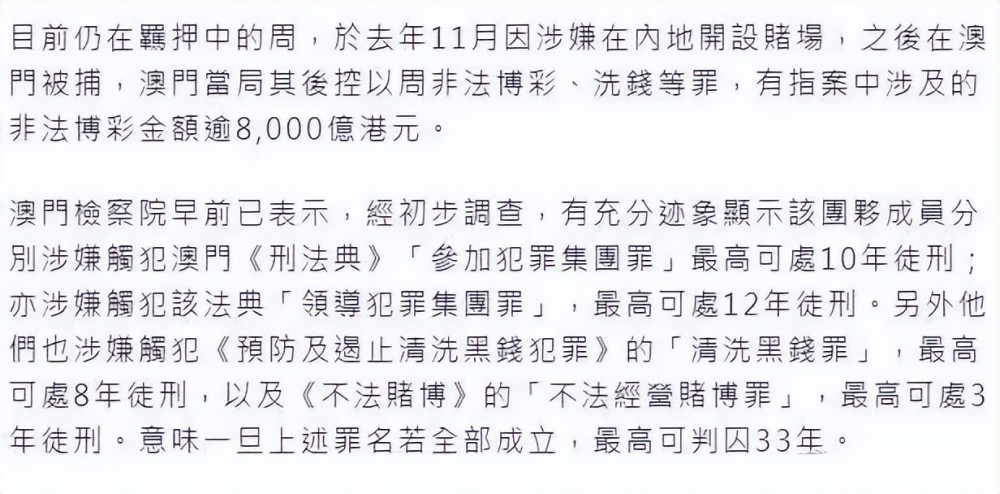 目前仍在羈押中的周，於去年11月因涉嫌在內地開設賭場，之後在澳
門被捕，澳門當局其後控以周非法博彩、洗錢等罪，有指案中涉及的
非法博彩金額逾8,000億港元。
澳門檢察院早前已表示，經初步調查，有充分迹象顯示該團夥成員分
別涉嫌觸犯澳門《刑法典》「參加犯罪集團罪」最高可處10年徒刑；
亦涉嫌觸犯該法典「領導犯罪集團罪」，最高可處12年徒刑。另外他
們也涉嫌觸犯《預防及遏止清洗黑錢犯罪》的「清洗黑錢罪」，最高
可處8年徒刑，以及《不法賭博》的「不法經營賭博罪」，最高可處3
年徒刑。意味一旦上述罪名若全部成立，最高可判囚33年。